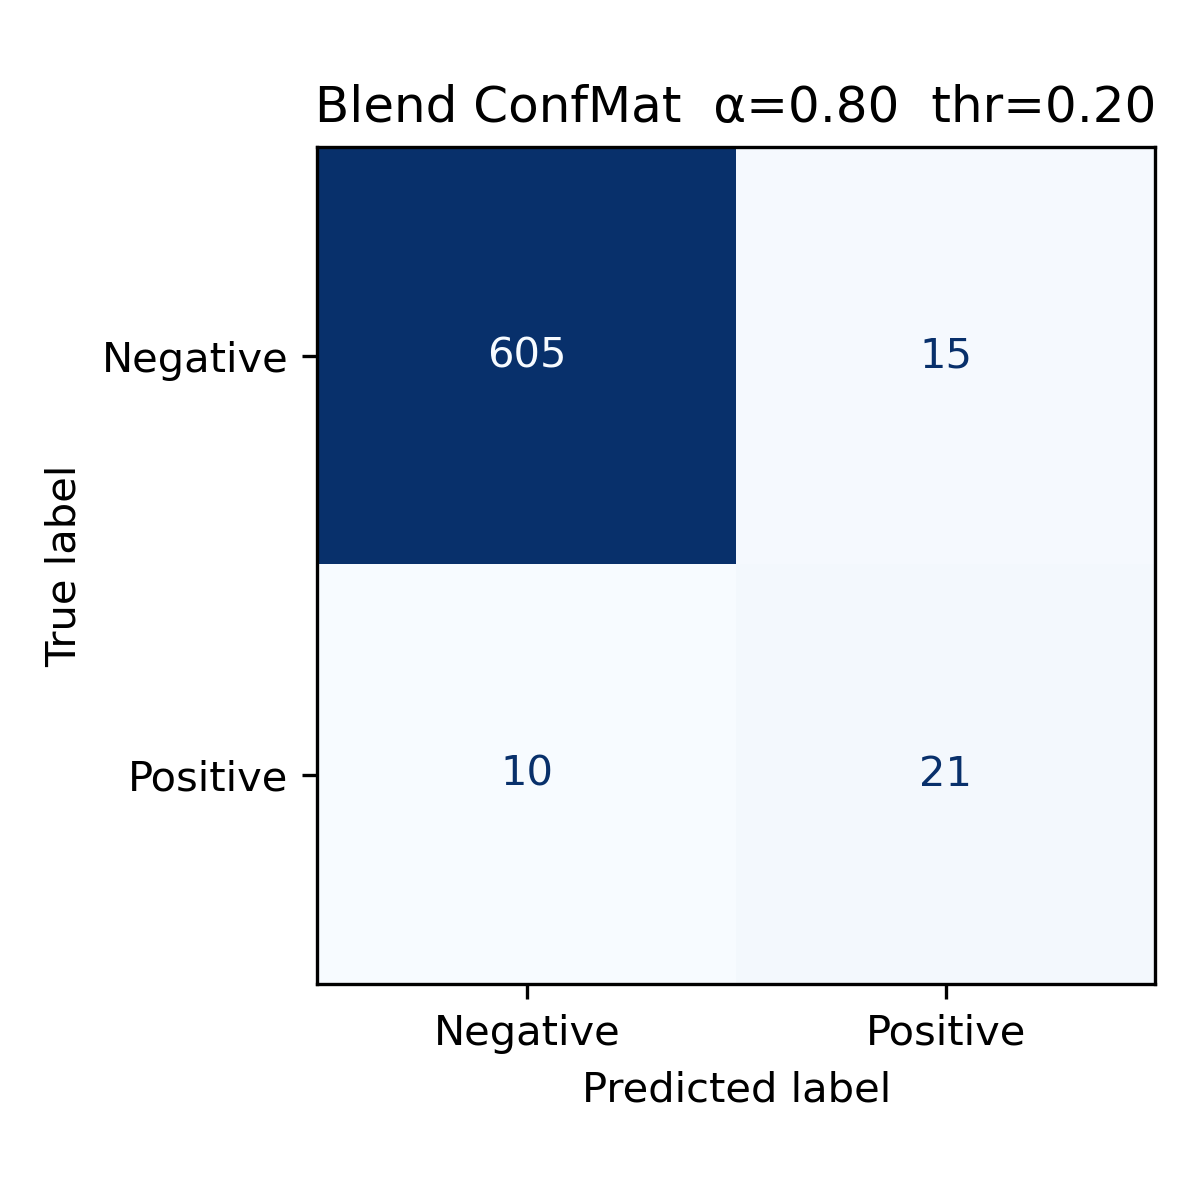 Blend ConfMat  α=0.80  thr=0.20
Negative
605
15
True label
Positive
10
21
Negative
Positive
Predicted label